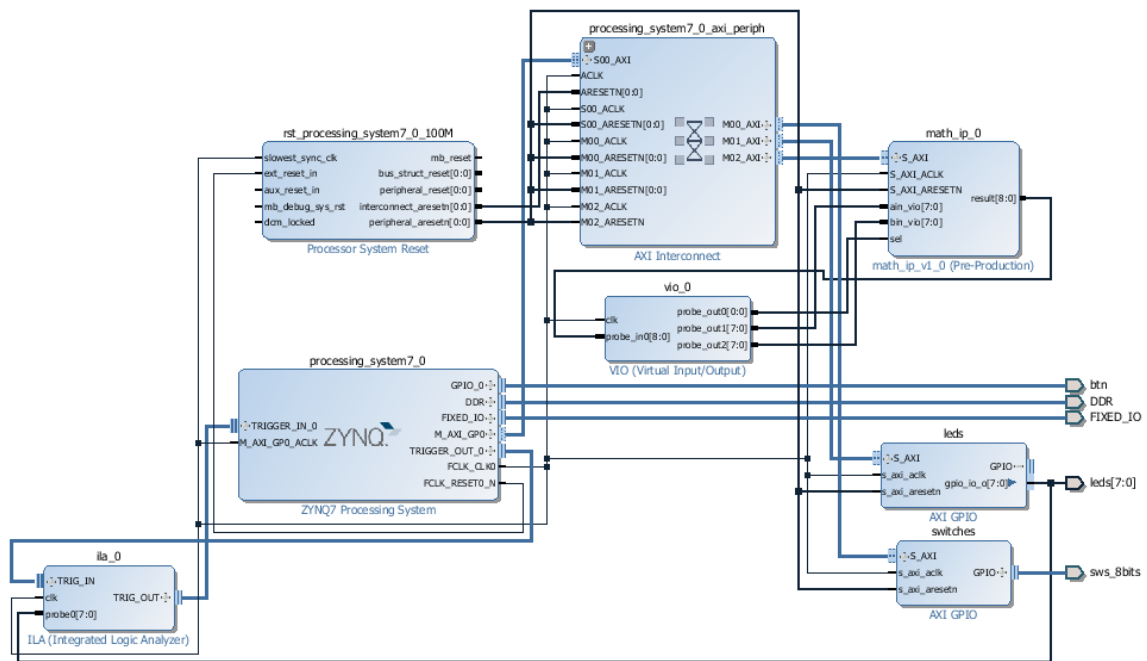 processing_system7_0_axi_periph
S00_AXI
ACLK
ARESETN[0:0]
S00_ACLK
S00_ARESETN[0:0]
M00_ACLK
M00_ARESETN[0:0]
M01_ACLK
M01_ARESETN[0:0]
M02_ACLK
M02_ARESETN
M00_AXI
M01_AXI
M02_AXI
AXI Interconnect
rst_processing_system7_0_100M
slowest_sync_clk
ext_reset_in
aux_reset_in
mb_debug_sys_rst
dcm_locked
mb_reset
bus_struct_reset[0:0]
peripheral_reset[0:0]
interconnect_aresetn[0:0]
peripheral_aresetn[0:0]
Processor System Reset
math_ip_0
S_AXI
S_AXI_ACLK
S_AXI_ARESETN
ain_vio[7:0]
bin_vio[7:0]
sel
result[8:0]
math_ip_v1_0 (Pre-Production)
vio_0
clk
probe_in0[8:0]
probe_out0[0:0]
probe_out1[7:0]
probe_out2[7:0]
VIO (Virtual Input/Output)
processing_system7_0
TRIGGER_IN_0
M_AXI_GP0_ACLK
ZYNQ
GPIO_0
DDR
FIXED_IO
M_AXI_GP0
TRIGGER_OUT_0
FCLK_CLK0
FCLK_RESET0_N
ZYNQ7 Processing System
btn
DDR
FIXED_IO
leds
S_AXI
s_axi_aclk
s_axi_aresetn
GPIO
gpio_io_o[7:0]
AXI GPIO
leds[7:0]
switches
S_AXI
s_axi_aclk
s_axi_aresetn
GPIO
AXI GPIO
sws_8bits
ila_0
TRIG_IN
clk
probe0[7:0]
TRIG_OUT
ILA (Integrated Logic Analyzer)